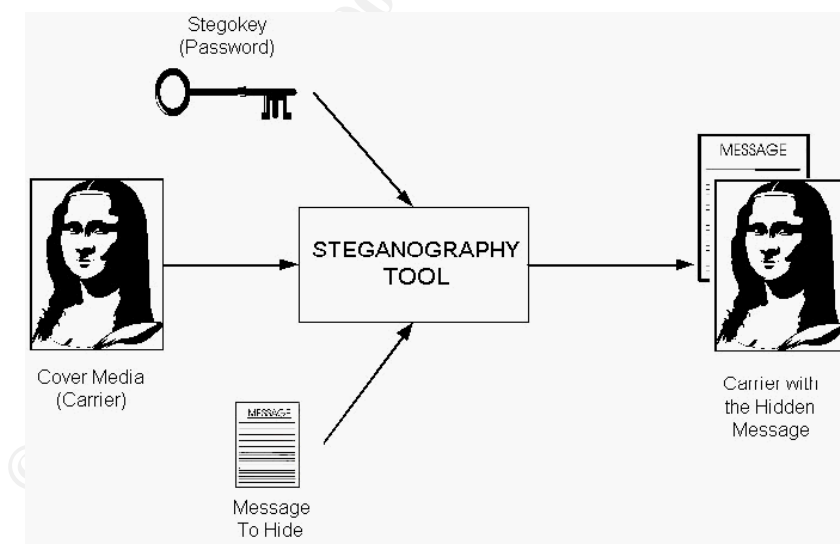 Stegokey
(Password)
MESSAGE
STEGANOGRAPHY
TOOL
Cover Media
(Carrier)
MESSAGE
Message
To Hide
Carrier with
the Hidden
Message